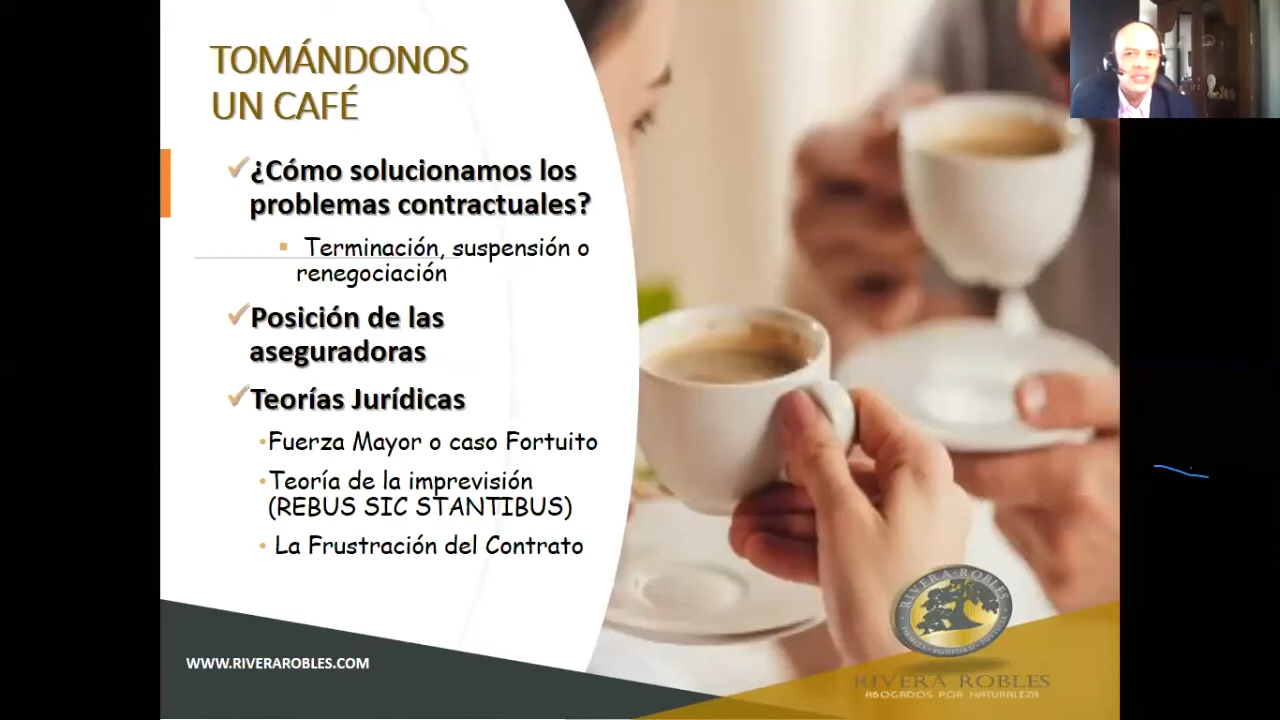 TOMÁNDONOS
UN CAFÉ
¿Cómo solucionamos los
problemas contractuales?
Terminación, suspensión o
renegociación
Posición de las
aseguradoras
Teorías Jurídicas
Fuerza Mayor o caso Fortuito
Teoría de la imprevisión
(REBUS SIC STANTIBUS)
La Frustración del Contrato
RIVERA·ROBLES
WWW.RIVERAROBLES.COM
RIVERA ROBLES
ABOGADOS POR NATURALEZA